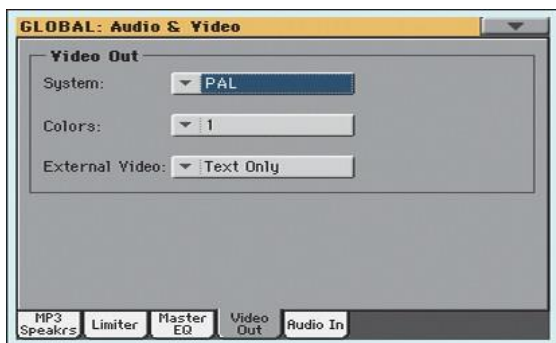 GLOBAL: Audio & Video
Video Out
System: PAL
Colors: 1
External Video: Text Only
MP3 Speakrs Limiter Master EQ Video Out Audio In